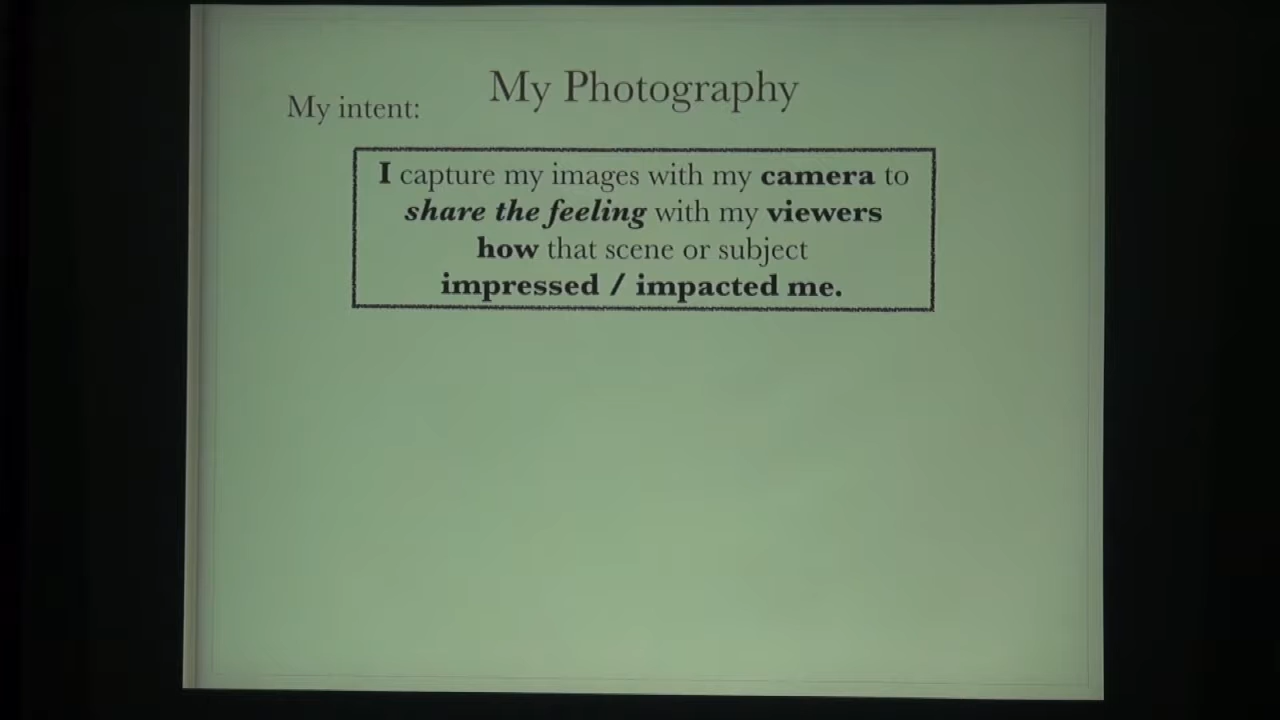 My Photography
My intent:
I capture my images with my camera to
share the feeling with my viewers
how that scene or subject
impressed / impacted me.